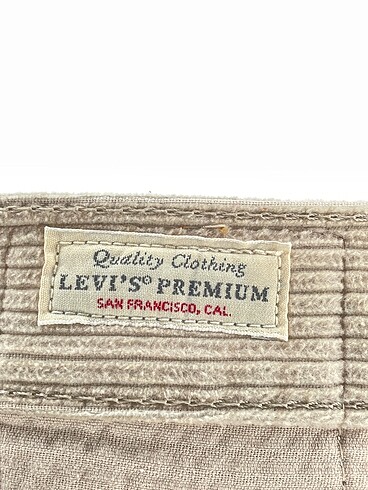 Quality Clothing
LEVI'S® PREMIUM
SAN FRANCISCO, CAL.